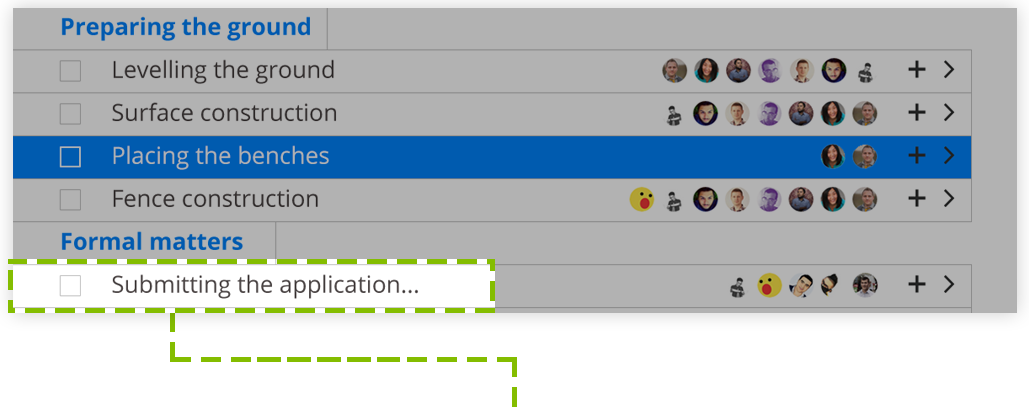 Preparing the ground
Levelling the ground
Surface construction
Placing the benches
Fence construction
Formal matters
Submitting the application...